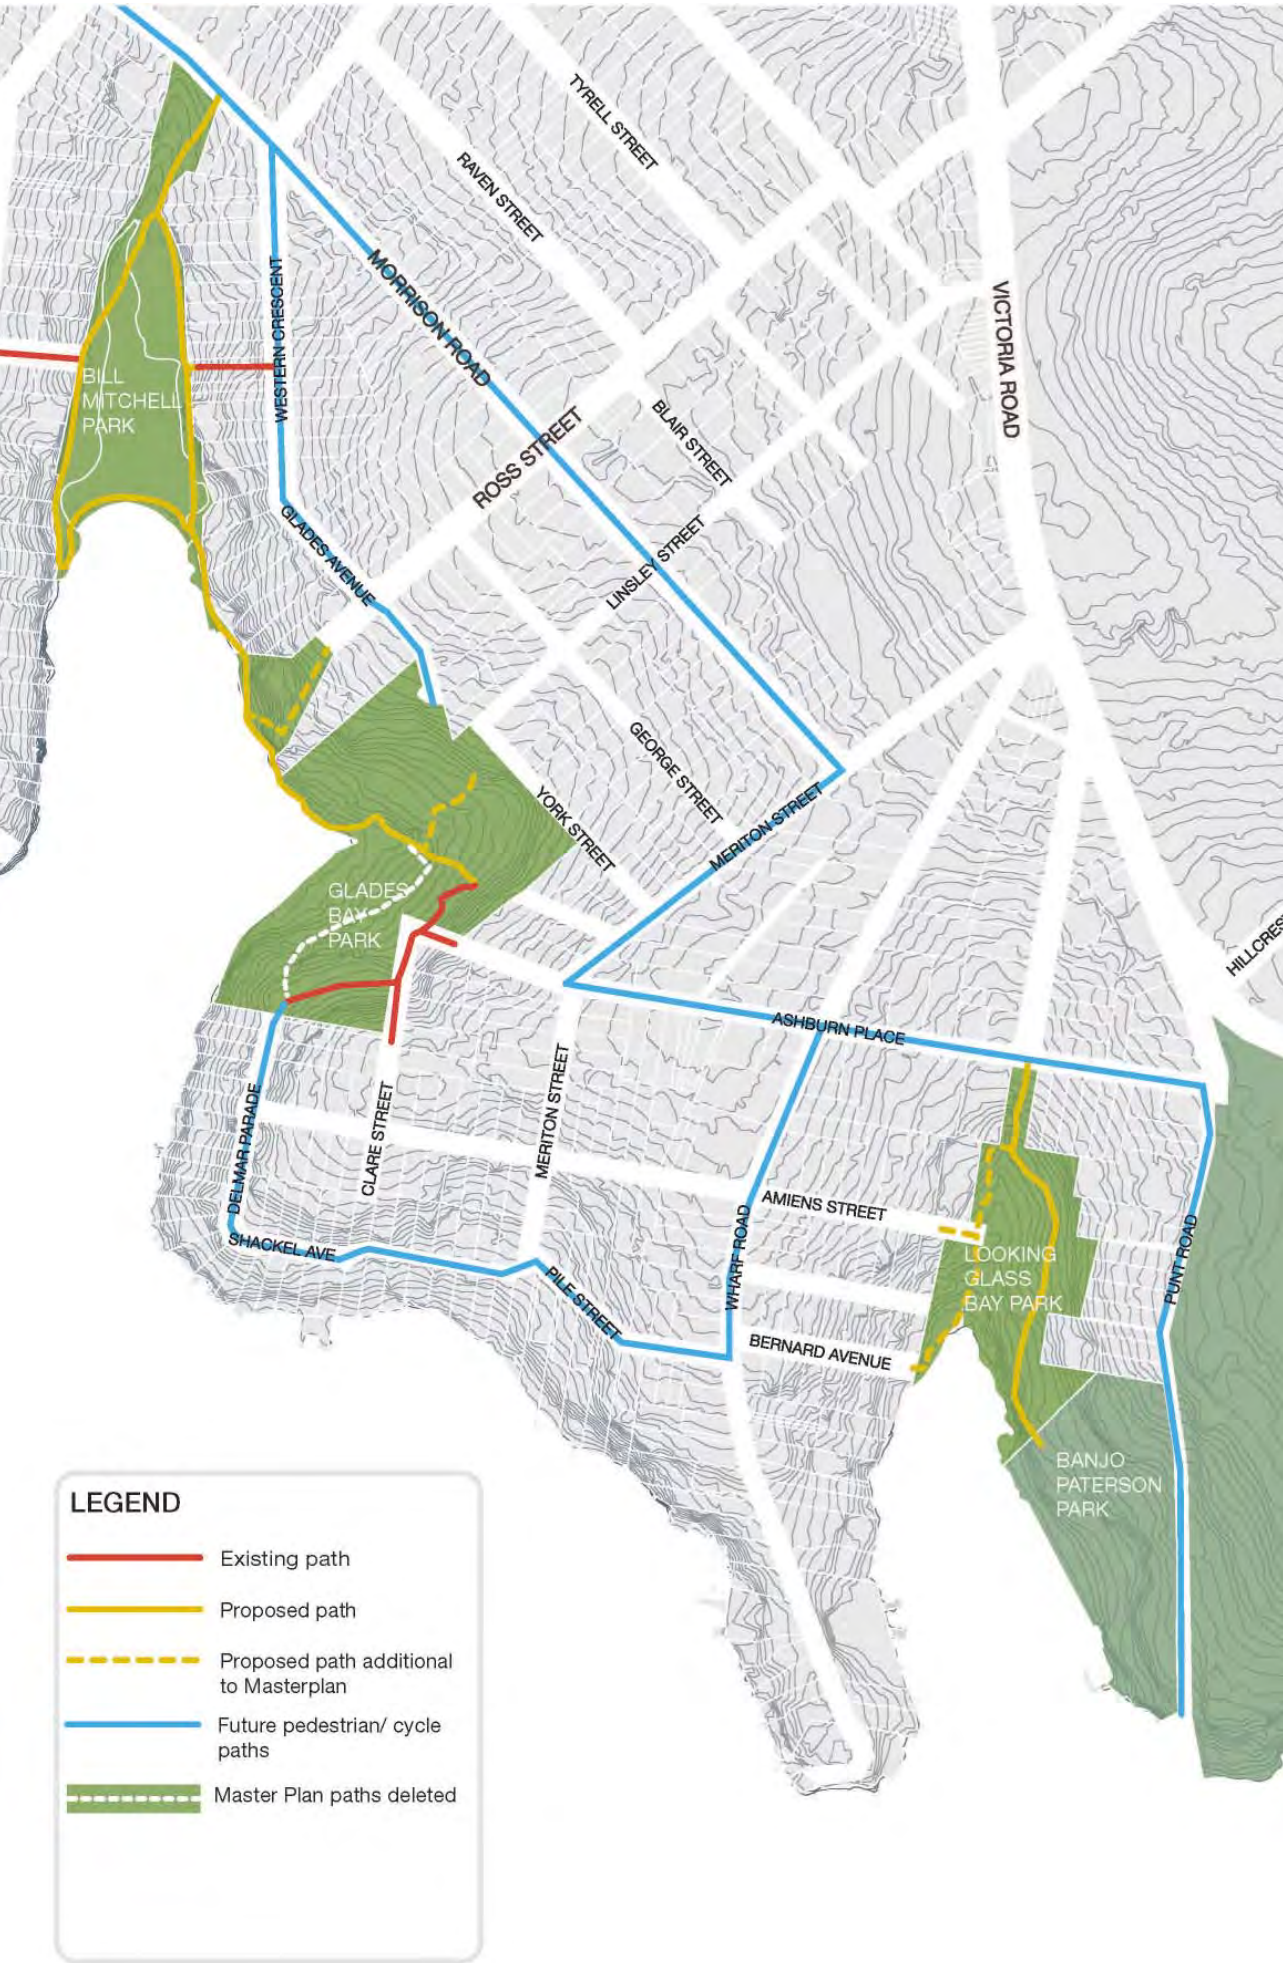 TYRELL STREET
RAVEN STREET
MORRISON ROAD
WESTERN CRESCENT
VICTORIA ROAD
BILL
MITCHELL
PARK
ROSS STREET
BLAIR STREET
GLADES AVENUE
LINSLEY STREET
GEORGE STREET
YORK STREET
MERITON STREET
GLADES
BAY
PARK
HILLCRES
ASHBURN PLACE
DELMAR PARADE
CLARE STREET
MERITON STREET
AMIENS STREET
SHACKEL AVE
WHARF ROAD
LOOKING
GLASS
BAY PARK
PUNT ROAD
PILE STREET
BERNARD AVENUE
BANJO
PATERSON
PARK
LEGEND
Existing path
Proposed path
Proposed path additional
to Masterplan
Future pedestrian/ cycle
paths
Master Plan paths deleted